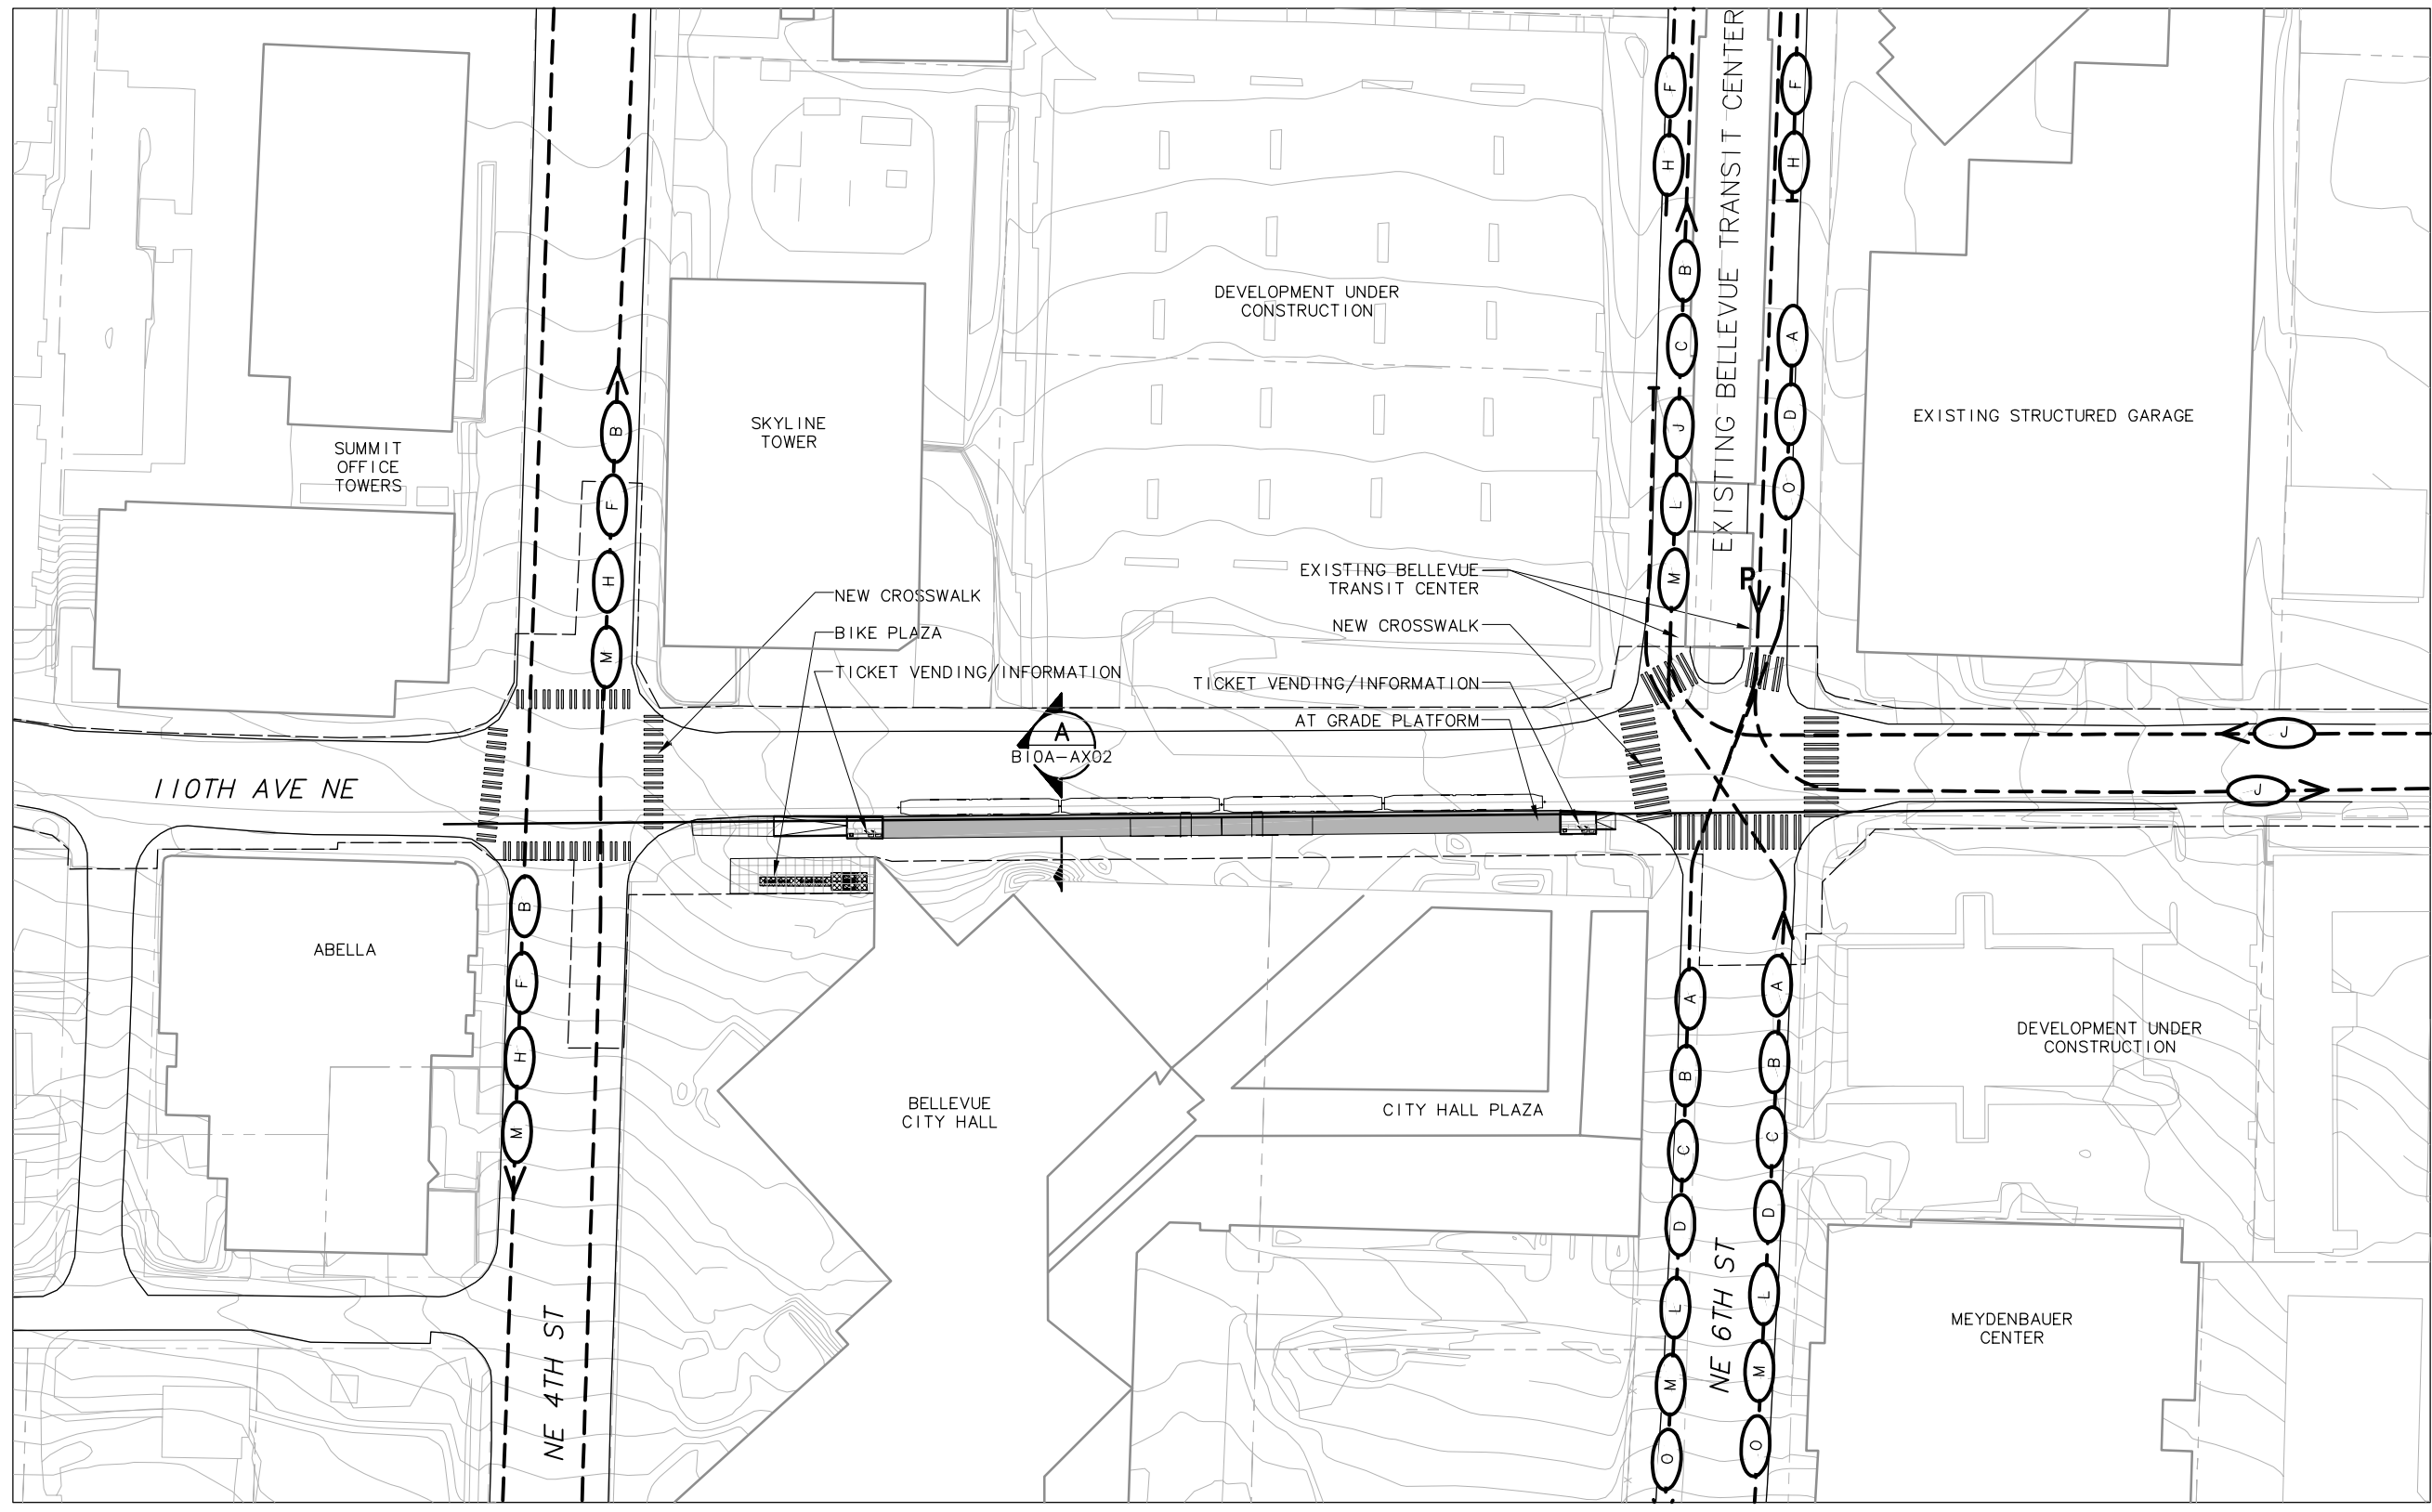 EXISTING BELLEVUE TRANSIT CENTER
F
H
B
C
J
L
M
F
H
A
D
O
P
DEVELOPMENT UNDER
CONSTRUCTION
SKYLINE
TOWER
EXISTING STRUCTURED GARAGE
SUMMIT
OFFICE
TOWERS
B
F
H
M
NEW CROSSWALK
BIKE PLAZA
TICKET VENDING/INFORMATION
EXISTING BELLEVUE
TRANSIT CENTER
NEW CROSSWALK
TICKET VENDING/INFORMATION
AT GRADE PLATFORM
A
B10A-AX02
J
J
110TH AVE NE
ABELLA
B
F
H
M
NE 4TH ST
BELLEVUE
CITY HALL
CITY HALL PLAZA
A
B
C
D
L
M
O
NE 6TH ST
A
B
C
D
L
M
O
DEVELOPMENT UNDER
CONSTRUCTION
MEYDENBAUER
CENTER